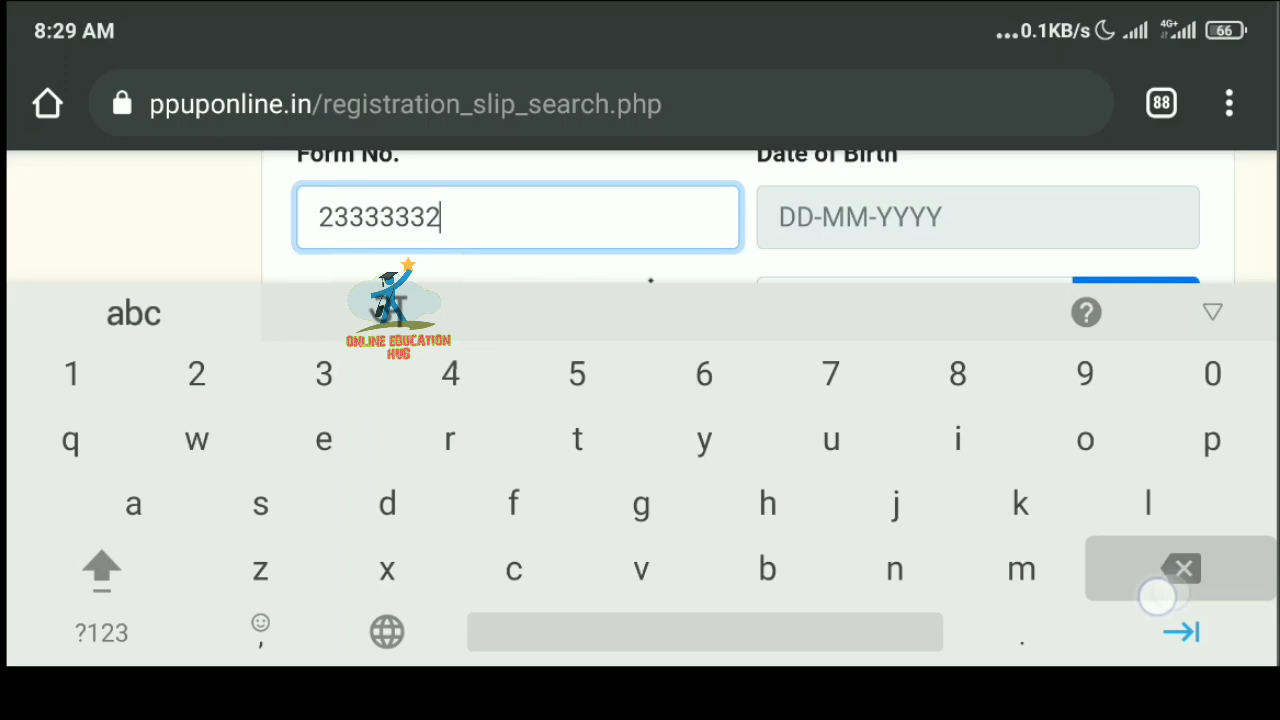 8:29 AM ...0.1KB/s 4G+ 66
ppuponline.in/registration_slip_search.php 88
Form No. Date of Birth
23333332 DD-MM-YYYY
abc
ONLINE EDUCATION
HUB
1 2 3 4 5 6 7 8 9 0
q w e r t y u i o p
a s d f g h j k l
z x c v b n m
?123 , .